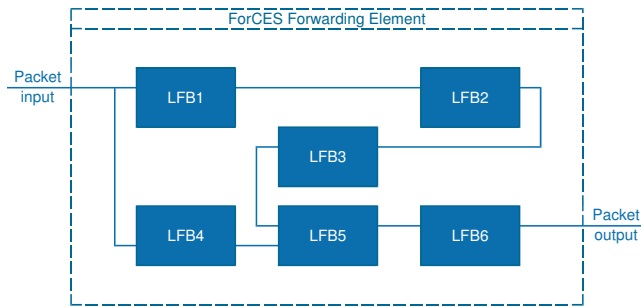 ForCES Forwarding Element
Packet
input
LFB1
LFB2
LFB3
LFB4
LFB5
LFB6
Packet
output